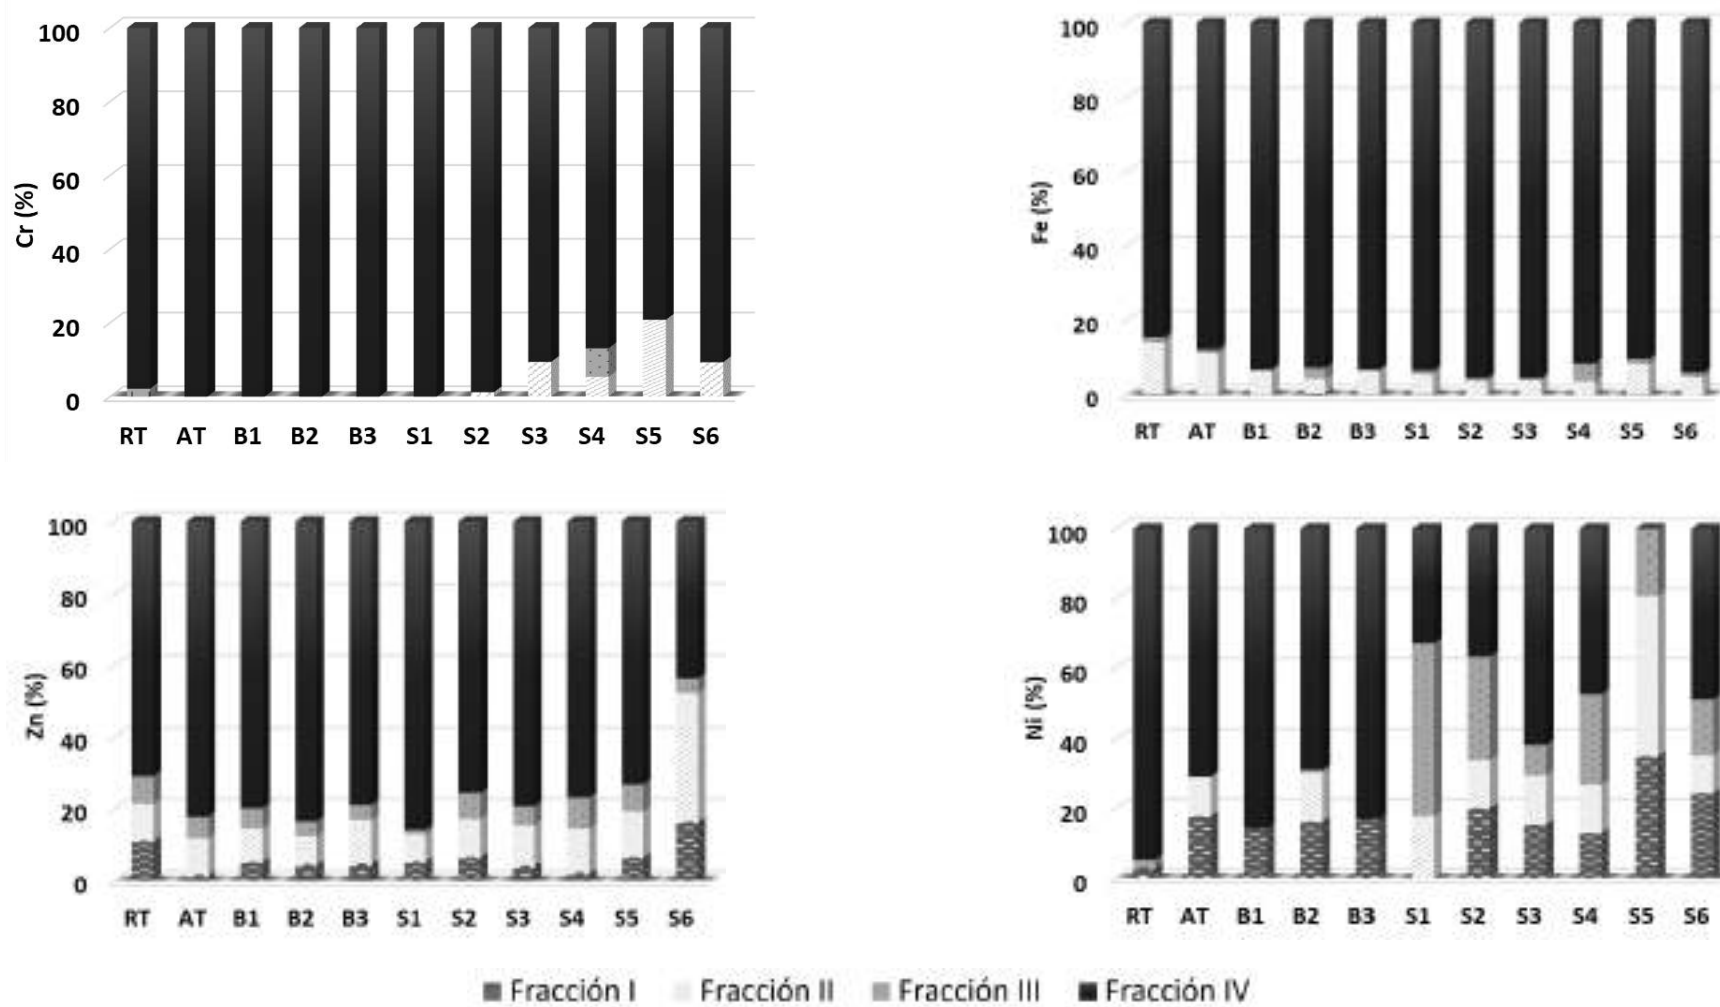 Cr (%)
100
80
60
40
20
0
RT AT B1 B2 B3 S1 S2 S3 S4 S5 S6
Fe (%)
100
80
60
40
20
0
RT AT B1 B2 B3 S1 S2 S3 S4 S5 S6
Zn (%)
100
80
60
40
20
0
RT AT B1 B2 B3 S1 S2 S3 S4 S5 S6
Ni (%)
100
80
60
40
20
0
RT AT B1 B2 B3 S1 S2 S3 S4 S5 S6
Fracción I Fracción II Fracción III Fracción IV